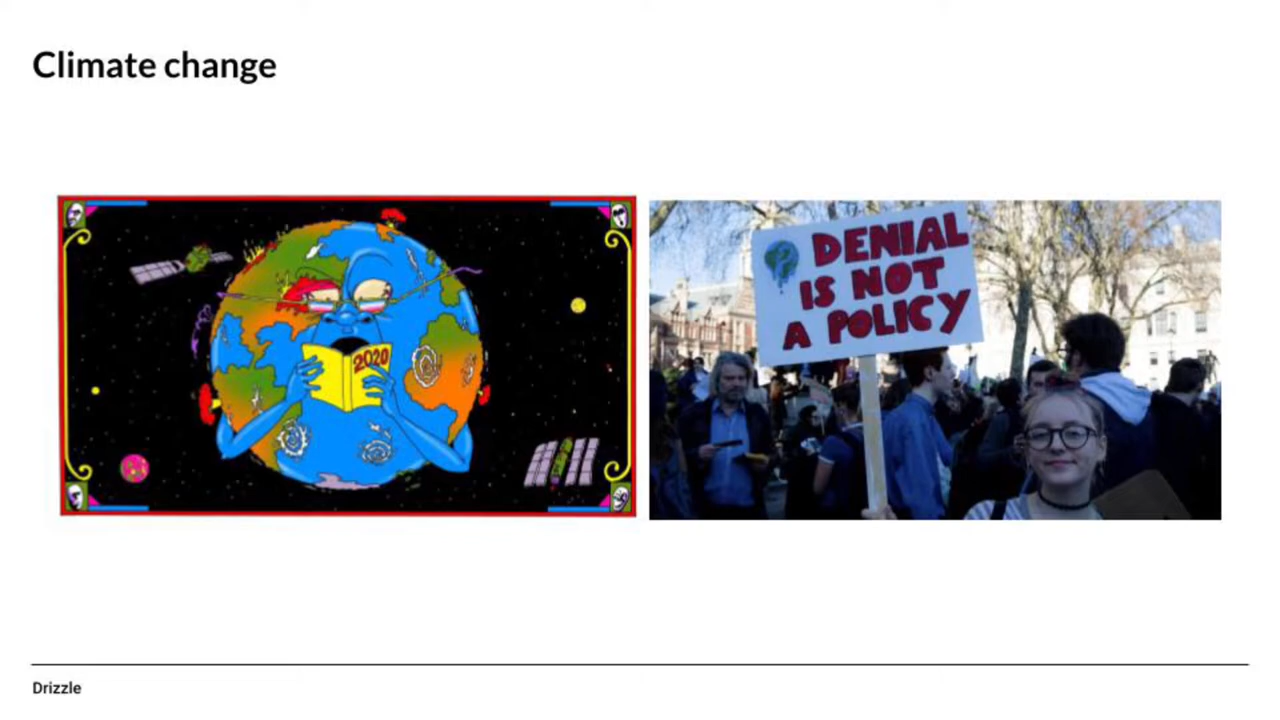 Climate change
2020
DENIAL
IS NOT
A POLICY
Drizzle